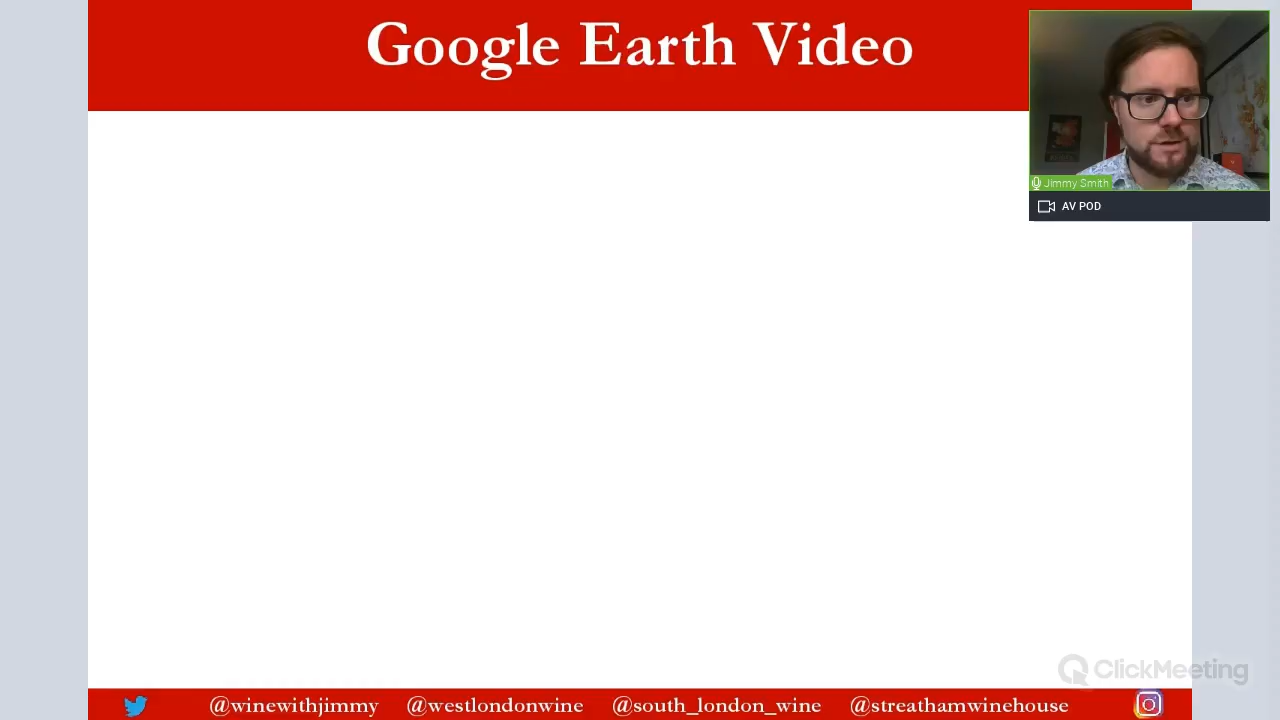 Google Earth Video
Jimmy Smith
AV POD
ClickMeeting
@winewithjimmy @westlondonwine @south_london_wine @streathamwinehouse